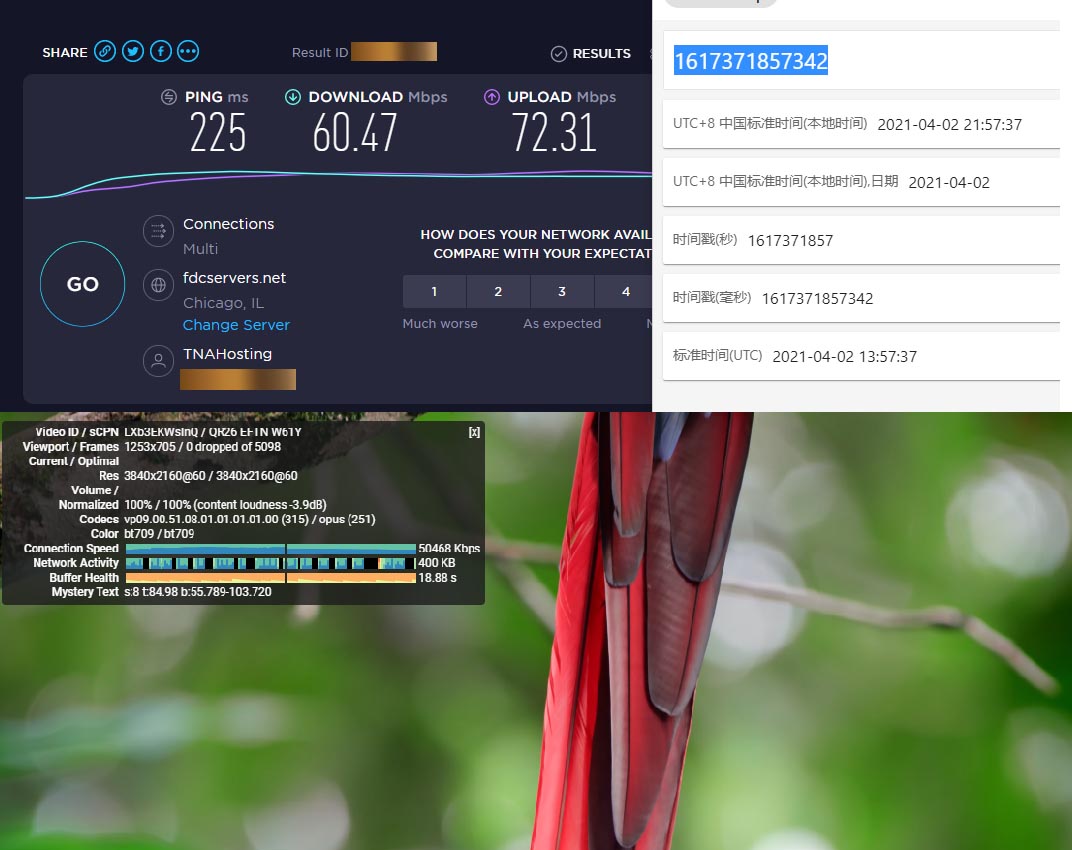 SHARE
Result ID
RESULTS
PING ms
DOWNLOAD Mbps
UPLOAD Mbps
225
60.47
72.31
GO
Connections
Multi
fdcservers.net
Chicago, IL
Change Server
TNAHosting
HOW DOES YOUR NETWORK AVAIL
COMPARE WITH YOUR EXPECTAT
1 2 3 4
Much worse As expected
1617371857342
UTC+8 中国标准时间(本地时间) 2021-04-02 21:57:37
UTC+8 中国标准时间(本地时间),日期 2021-04-02
时间戳(秒) 1617371857
时间戳(毫秒) 1617371857342
标准时间(UTC) 2021-04-02 13:57:37
Video ID / sCPN
[x]
Viewport / Frames 1253x705 / 0 dropped of 5098
Current / Optimal
Res 3840x2160@60 / 3840x2160@60
Volume /
Normalized 100% / 100% (content loudness -3.9dB)
Codecs vp09.00.51.08.01.01.01.01.00 (315) / opus (251)
Color bt709 / bt709
Connection Speed 50468 Kbps
Network Activity 400 KB
Buffer Health 18.88 s
Mystery Text s:8 t:84.98 b:55.789-103.720